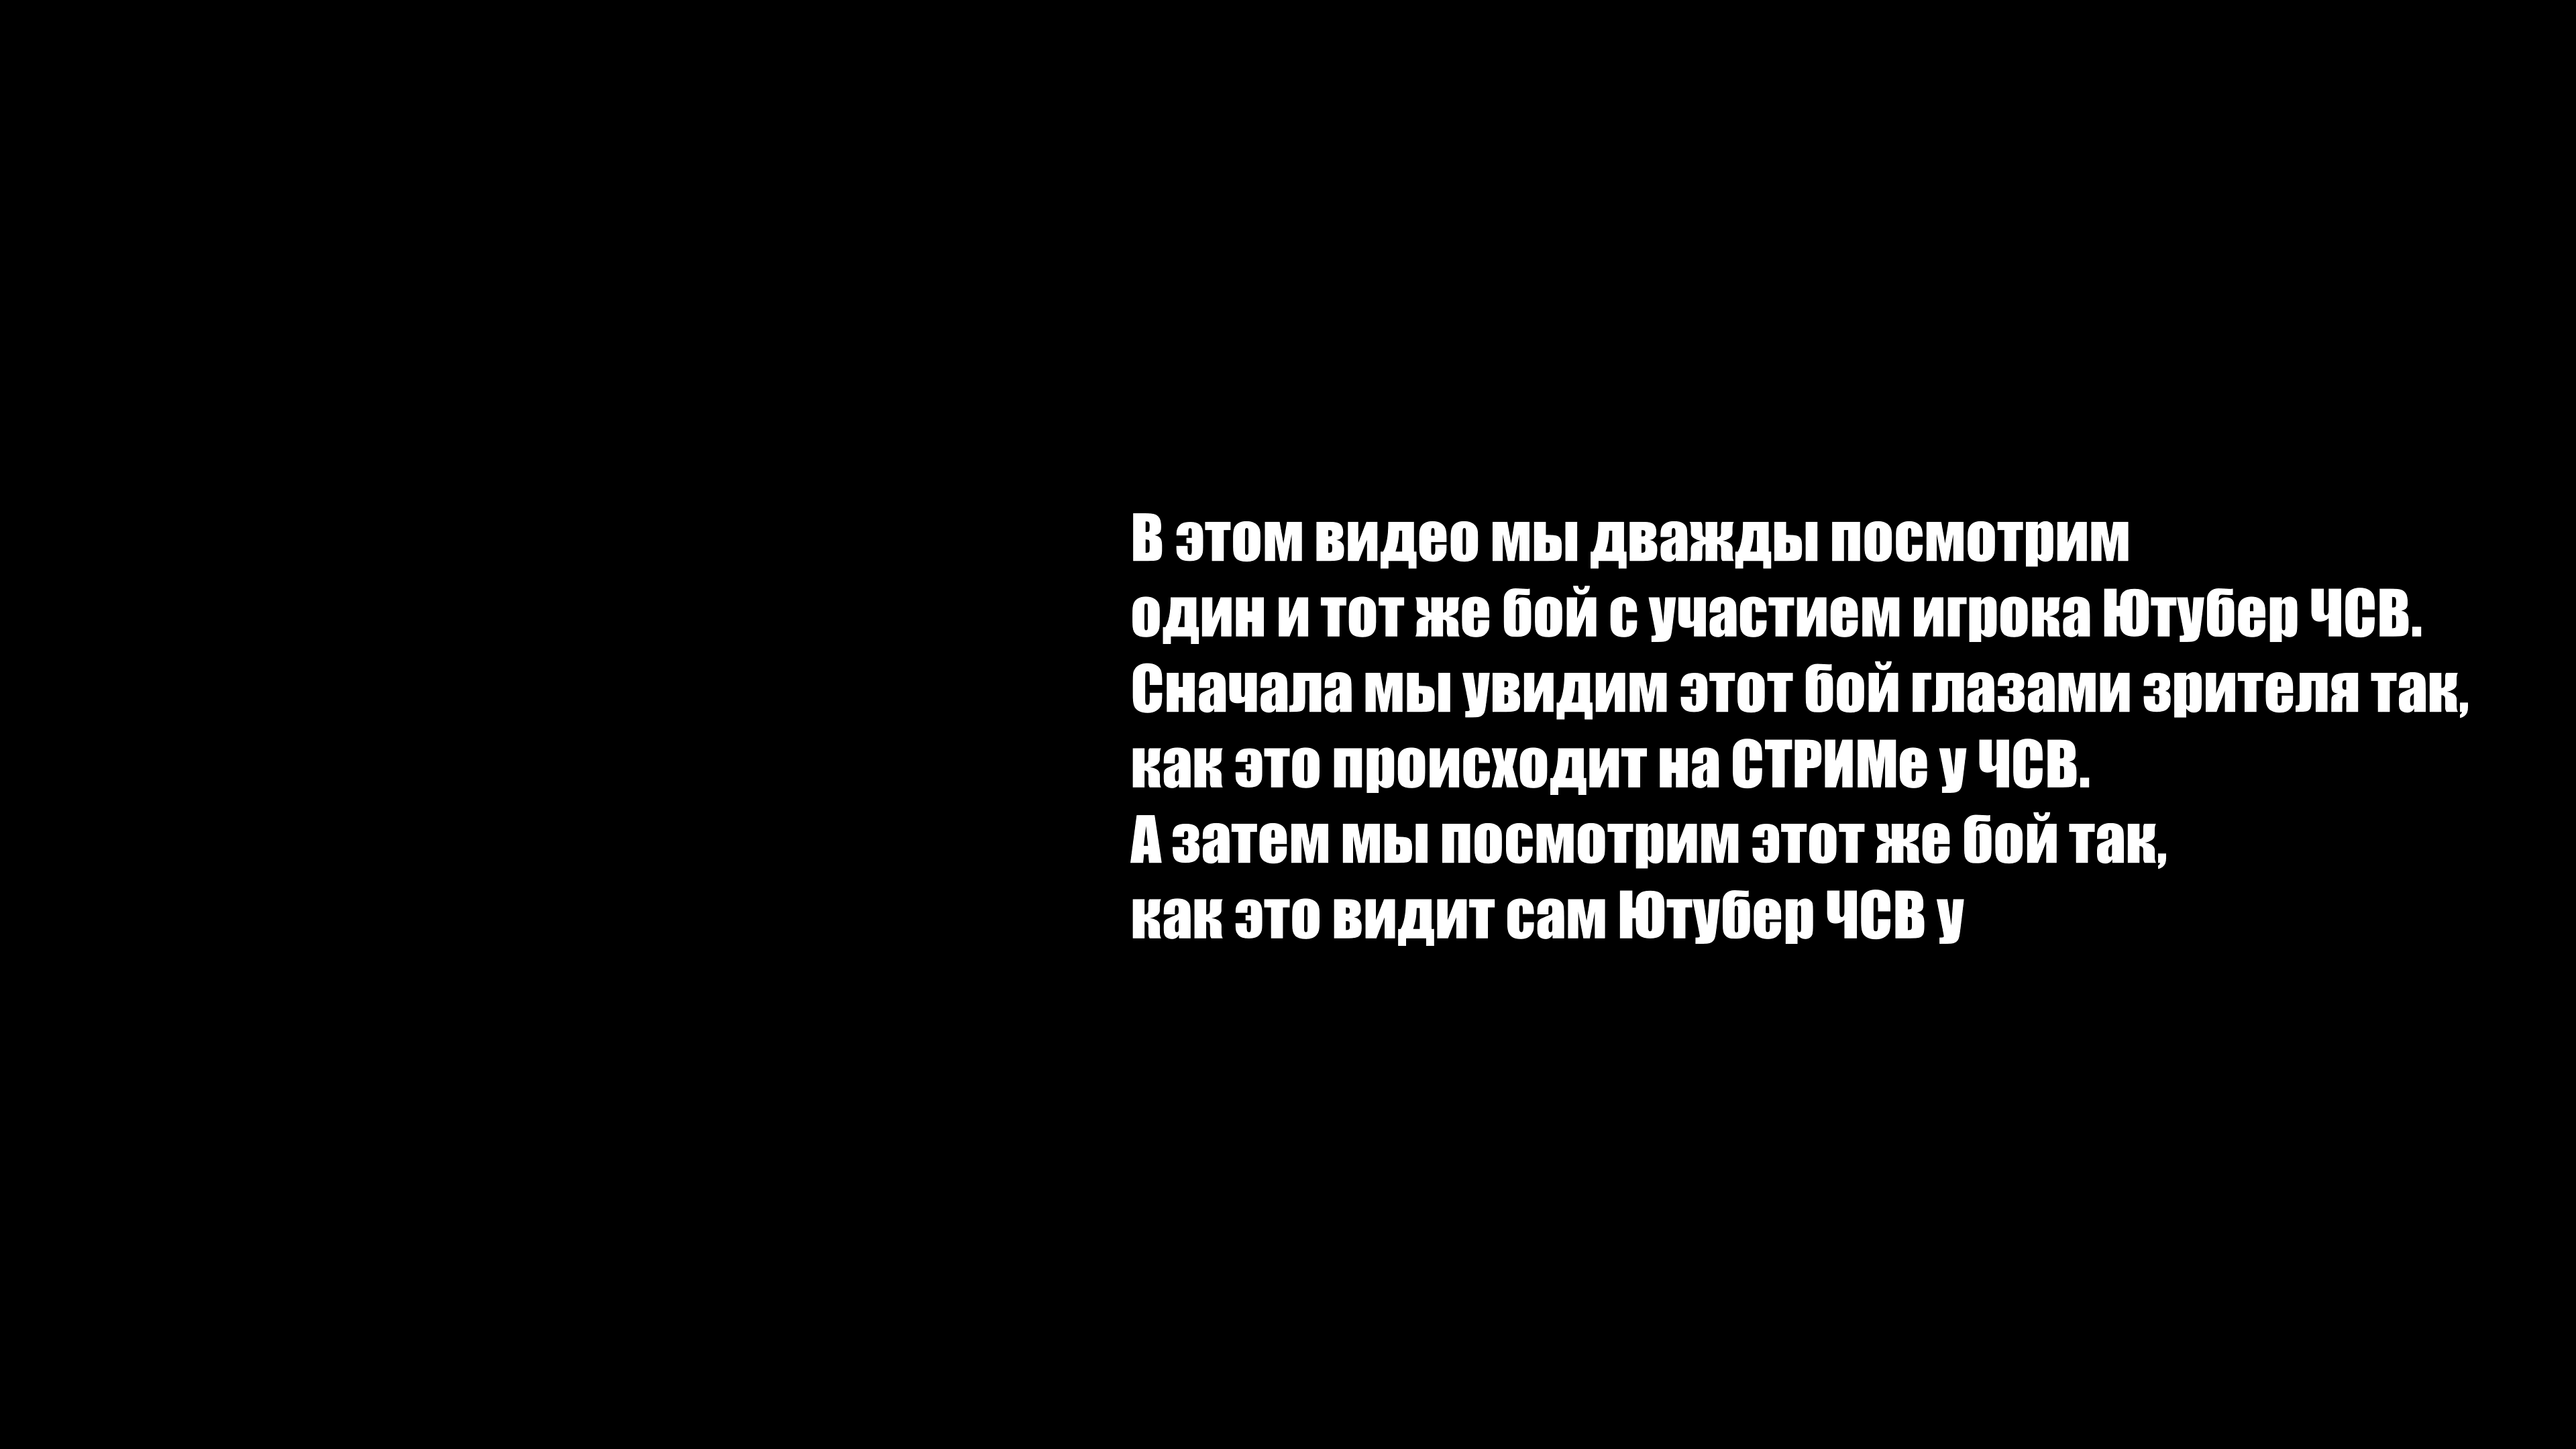 В этом видео мы дважды посмотрим
один и тот же бой с участием игрока Ютубер ЧСВ.
Сначала мы увидим этот бой глазами зрителя так,
как это происходит на СТРИМе у ЧСВ.
А затем мы посмотрим этот же бой так,
как это видит сам Ютубер ЧСВ у